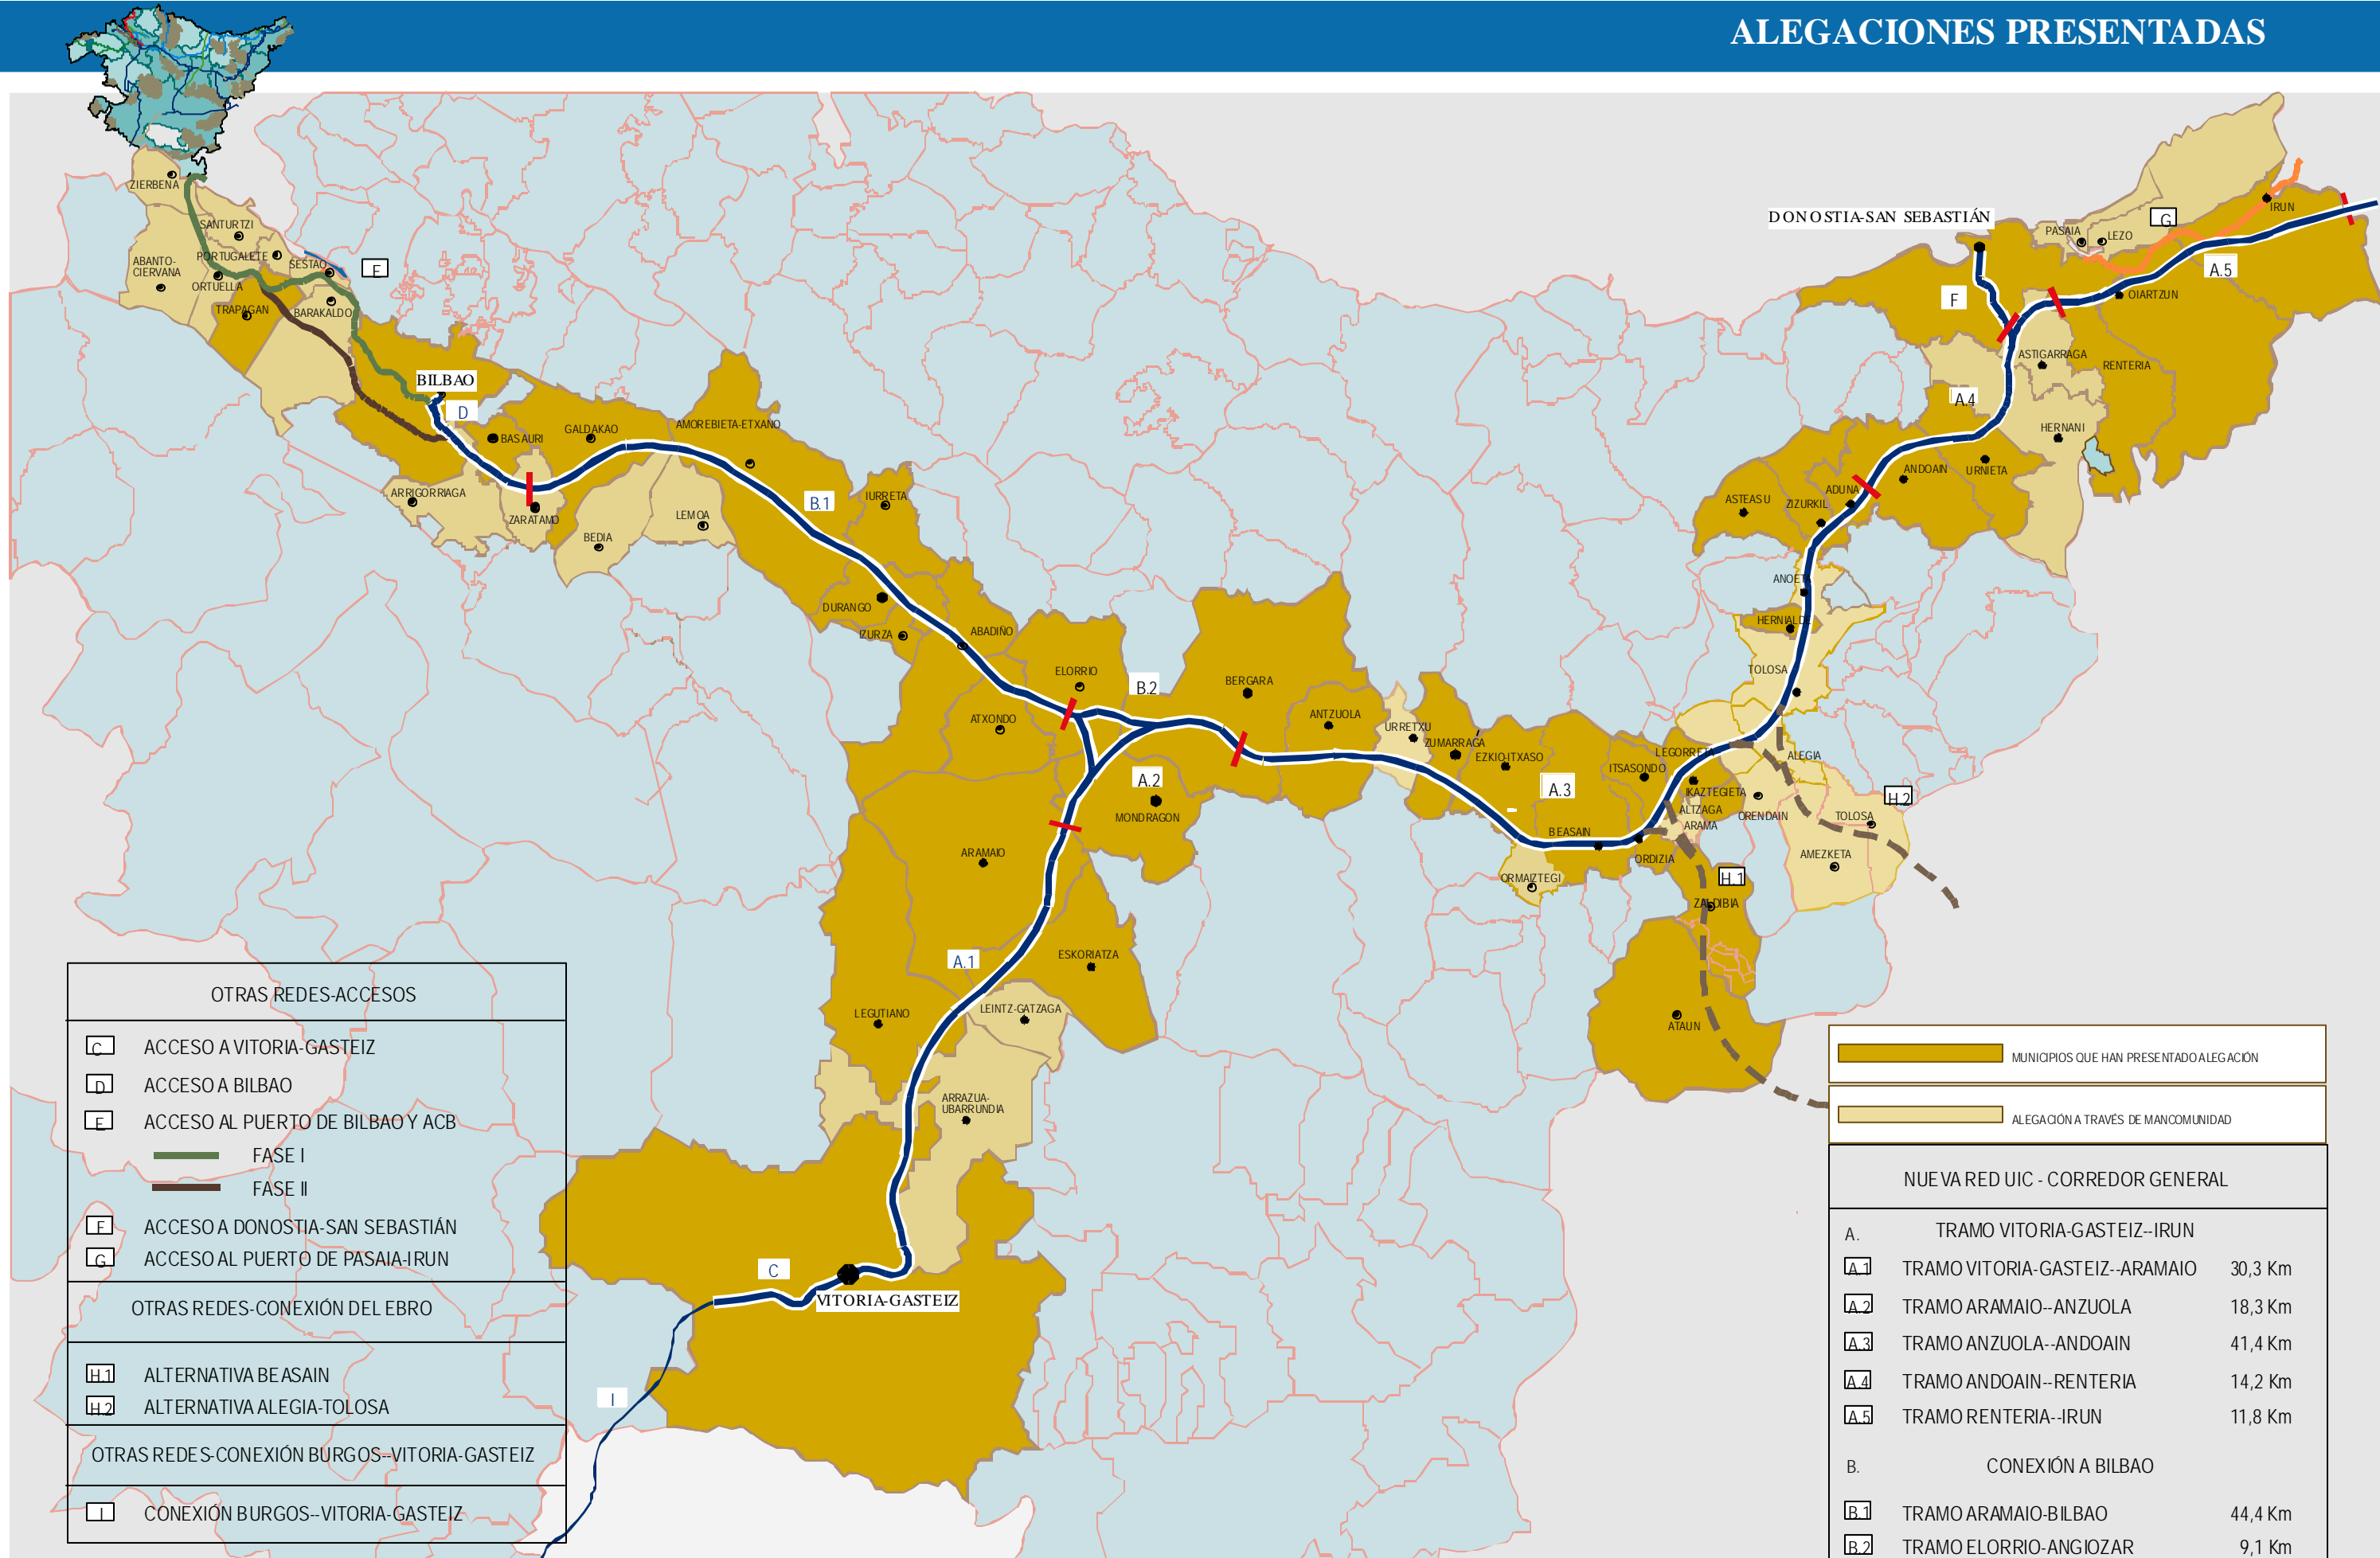 ALEGACIONES PRESENTADAS
ZIERBENA
SANTURTZI
PORTUGALETE
SESTAO
ABANTO-
CIERVANA
ORTUELLA
TRAPAGAN
BARAKALDO
E
BILBAO
D
BASAURI
GALDAKAO
AMOREBIETA-ETXANO
ARRIGORRIAGA
ZARATAMO
BEDIA
LEMOA
B.1
IURRETA
DURANGO
IZURZA
ABADIÑO
ELORRIO
ATXONDO
B.2
BERGARA
ANTZUOLA
URRETXU
ZUMARRAGA
EZKIO-ITXASO
A.2
MONDRAGON
A.3
ITSASONDO
LEGORRETA
ALEGIA
IKAZTEGIETA
ALTZAGA
ARAMA
ORENDAIN
TOLOSA
H.2
AMEZKETA
BEASAIN
ORDIZIA
ORMAIZTEGI
H.1
ZALDIBIA
ATAUN
ARAMAIO
A.1
ESKORIATZA
LEGUTIANO
LEINTZ-GATZAGA
ARRAZUA-
UBARRUNDIA
C
VITORIA-GASTEIZ
I
DONOSTIA-SAN SEBASTIÁN
F
PASAIA
LEZO
G
IRUN
A.5
OIARTZUN
ASTIGARRAGA
RENTERIA
A.4
HERNANI
URNIETA
ANDOAIN
ADUNA
ZIZURKIL
ASTEASU
ANOETA
HERNIALDE
TOLOSA
OTRAS REDES-ACCESOS
C ACCESO A VITORIA-GASTEIZ
D ACCESO A BILBAO
E ACCESO AL PUERTO DE BILBAO Y ACB
FASE I
FASE II
F ACCESO A DONOSTIA-SAN SEBASTIÁN
G ACCESO AL PUERTO DE PASAIA-IRUN
OTRAS REDES-CONEXIÓN DEL EBRO
H.1 ALTERNATIVA BEASAIN
H.2 ALTERNATIVA ALEGIA-TOLOSA
OTRAS REDES-CONEXIÓN BURGOS--VITORIA-GASTEIZ
I CONEXIÓN BURGOS--VITORIA-GASTEIZ
MUNICIPIOS QUE HAN PRESENTADO ALEGACIÓN
ALEGACIÓN A TRAVÉS DE MANCOMUNIDAD
NUEVA RED UIC - CORREDOR GENERAL
A. TRAMO VITORIA-GASTEIZ--IRUN
A.1 TRAMO VITORIA-GASTEIZ--ARAMAIO 30,3 Km
A.2 TRAMO ARAMAIO--ANZUOLA 18,3 Km
A.3 TRAMO ANZUOLA--ANDOAIN 41,4 Km
A.4 TRAMO ANDOAIN--RENTERIA 14,2 Km
A.5 TRAMO RENTERIA--IRUN 11,8 Km
B. CONEXIÓN A BILBAO
B.1 TRAMO ARAMAIO-BILBAO 44,4 Km
B.2 TRAMO ELORRIO-ANGIOZAR 9,1 Km